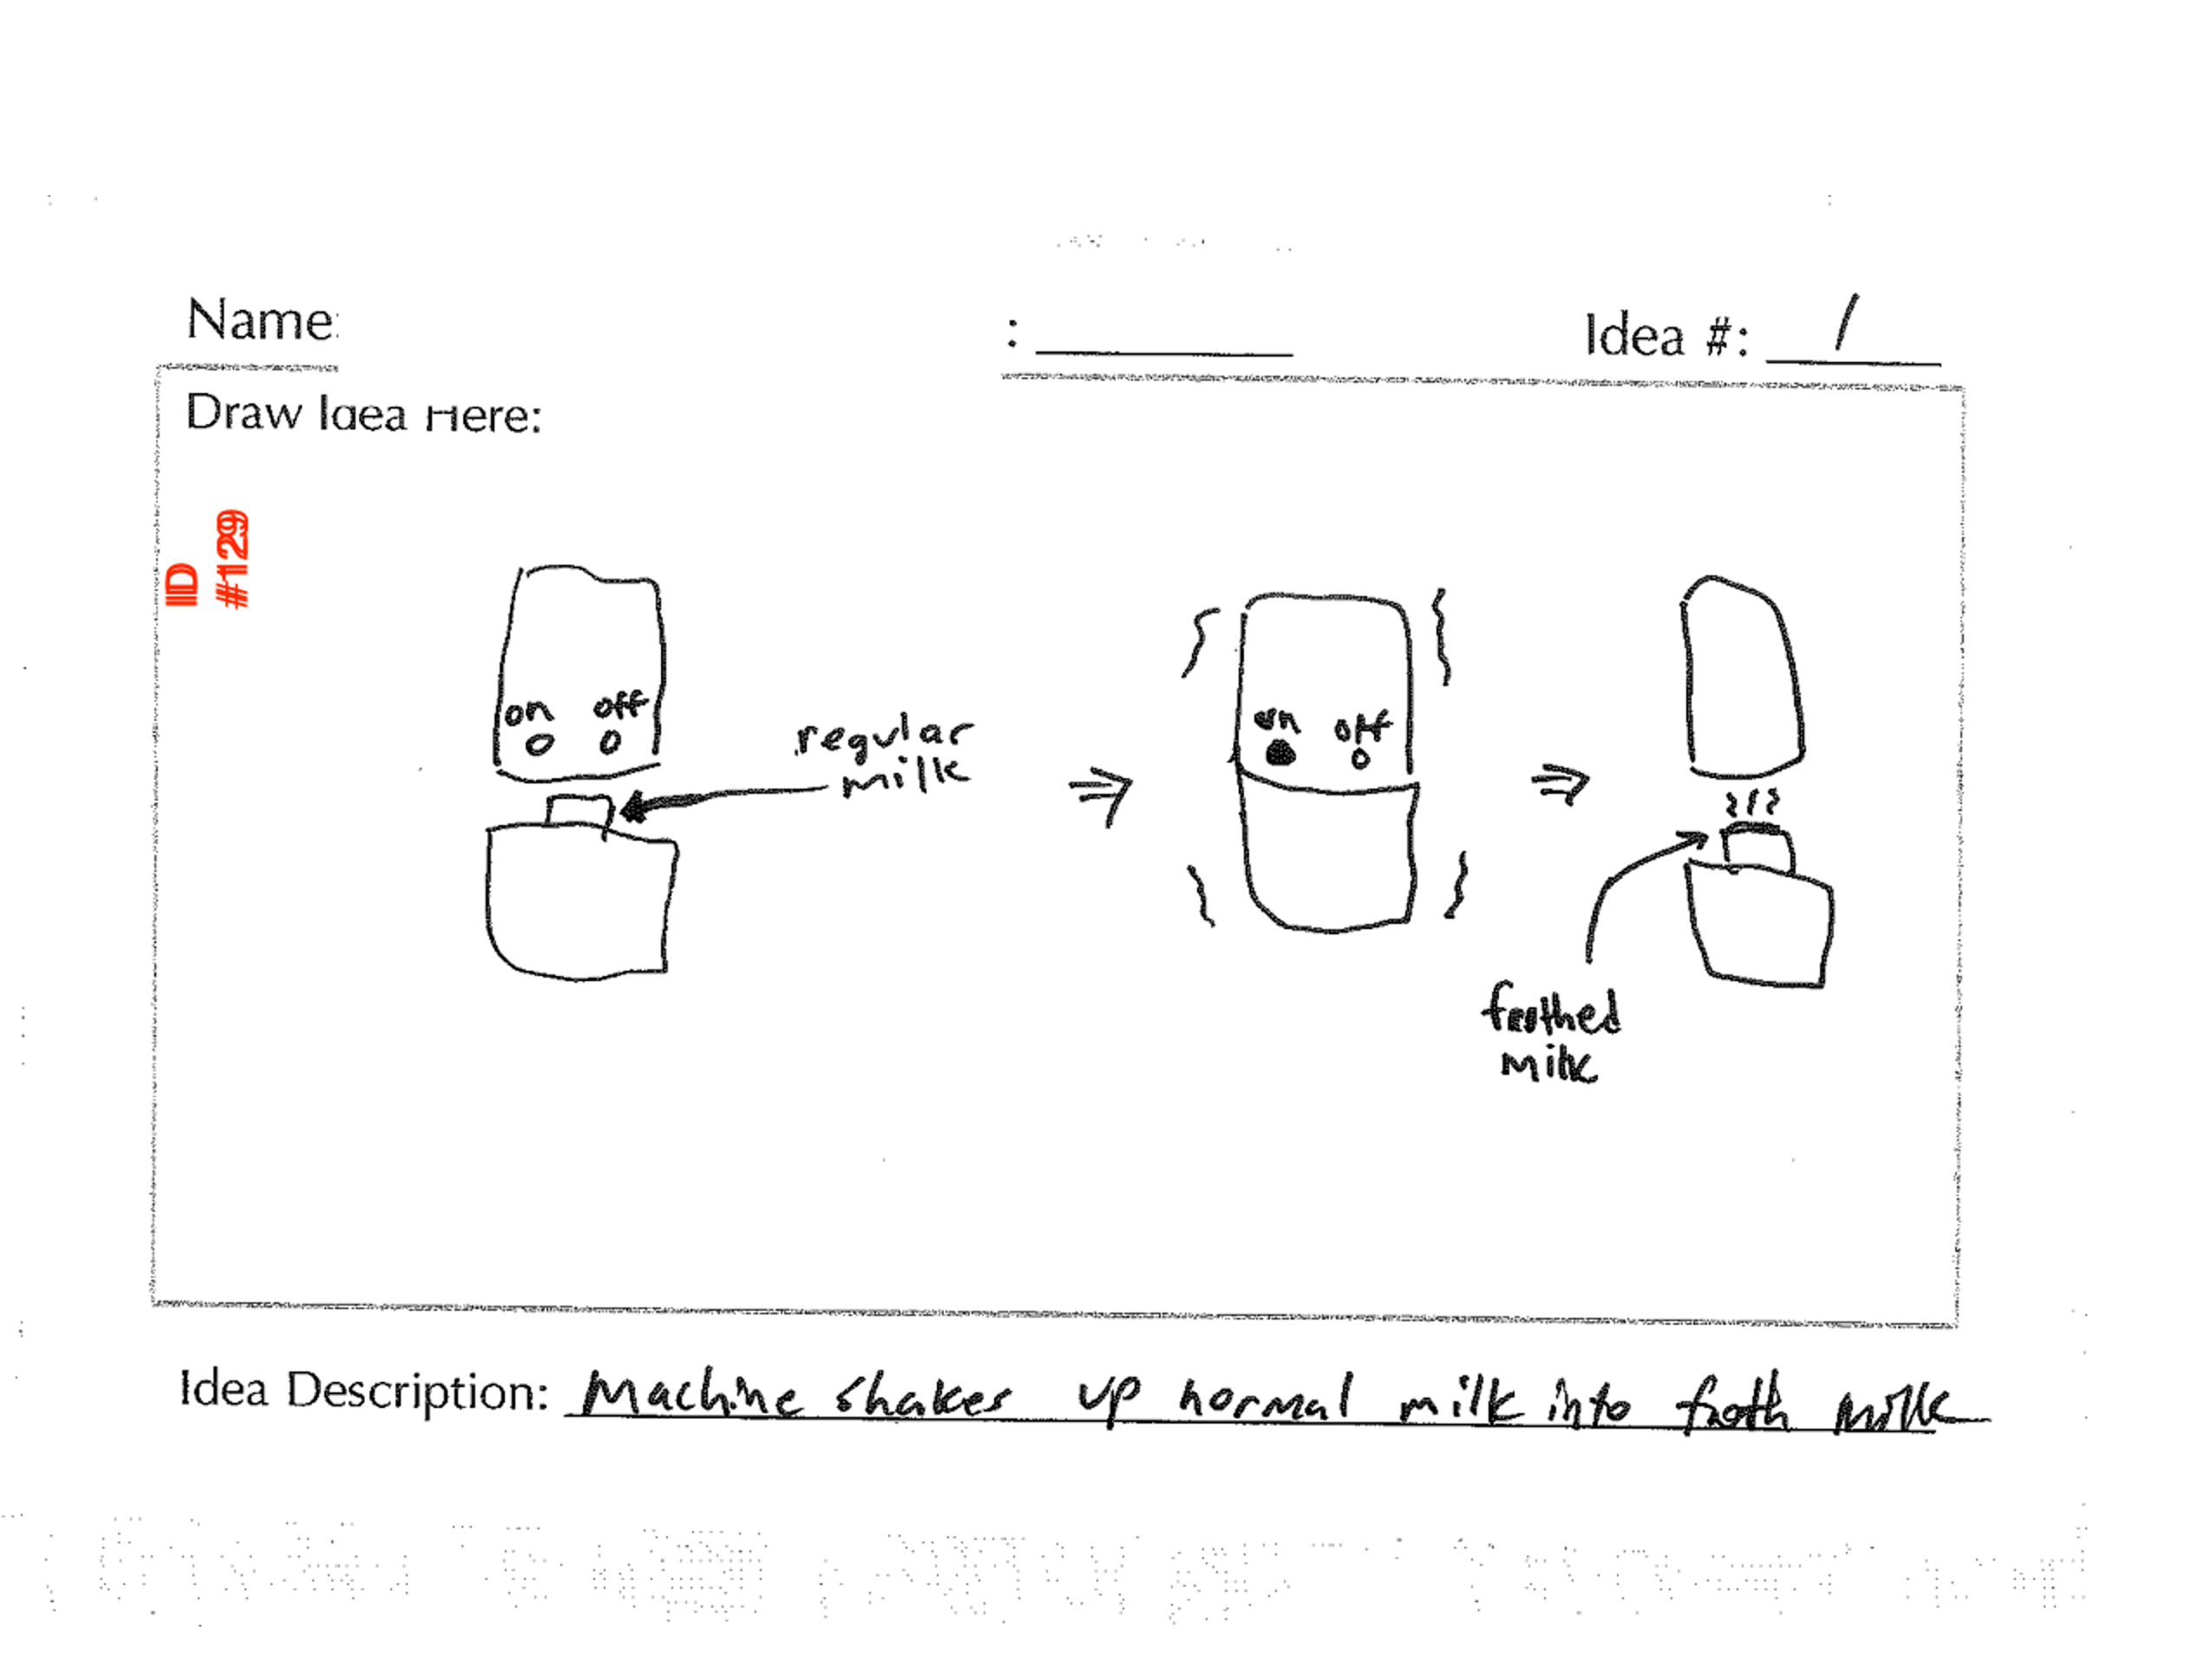 Name:
: 
Idea #: 1
Draw Idea Here:
ID
#129
on off
regular
milk
on off
frothed
milk
Idea Description: Machine shakes up normal milk into froth milk